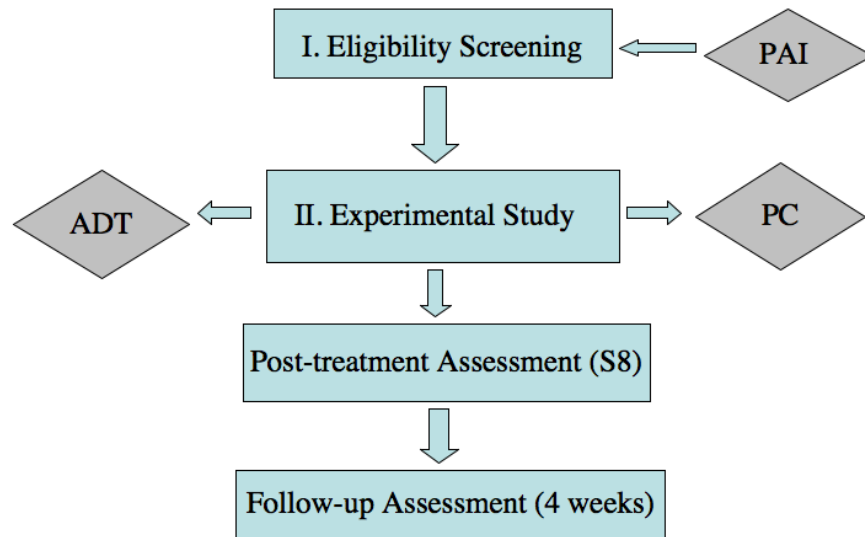 I. Eligibility Screening
PAI
ADT
II. Experimental Study
PC
Post-treatment Assessment (S8)
Follow-up Assessment (4 weeks)